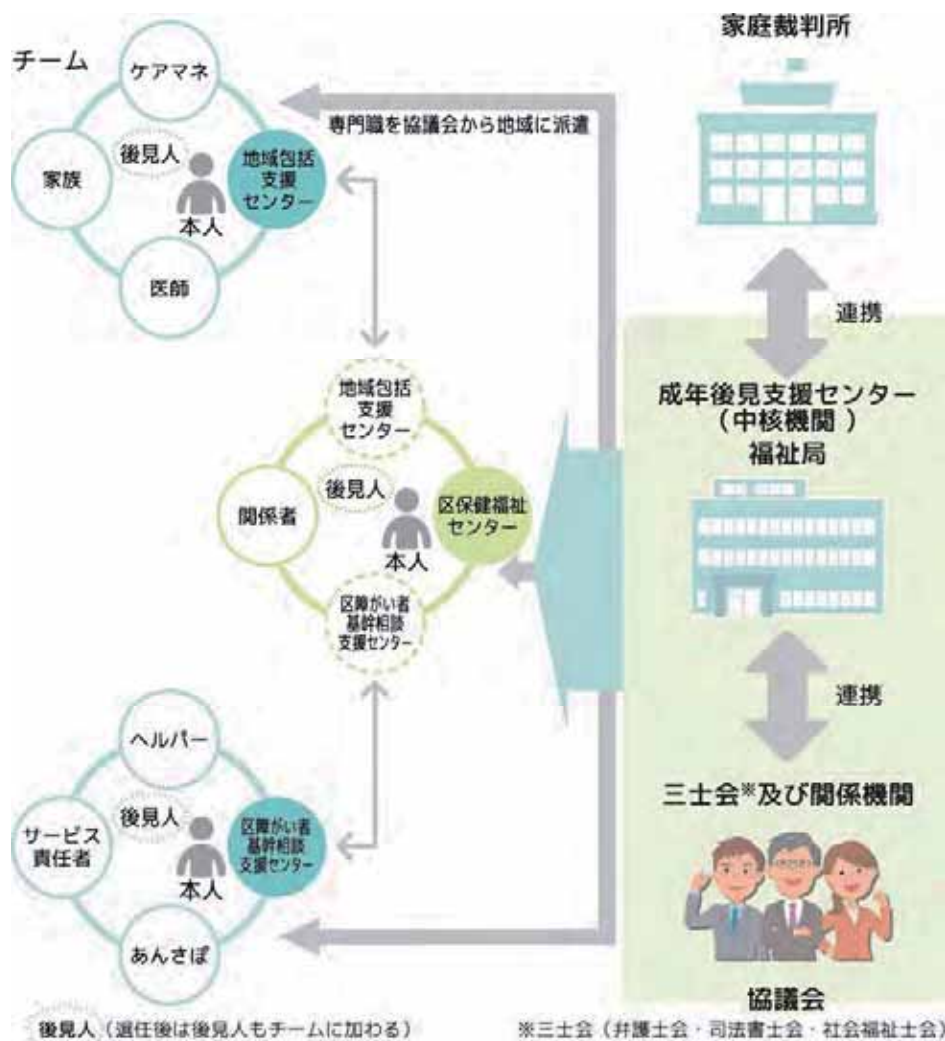 チーム
ケアマネ
後見人
家族
本人
地域包括
支援
センター
医師
専門職を協議会から地域に派遣
地域包括
支援
センター
後見人
関係者
本人
区保健福祉
センター
区障がい者
基幹相談
支援センター
ヘルパー
後見人
サービス
責任者
本人
区障がい者
基幹相談
支援センター
あんさぽ
後見人（選任後は後見人もチームに加わる）
家庭裁判所
連携
成年後見支援センター
（中核機関 ）
福祉局
連携
三士会※及び関係機関
協議会
※三士会（弁護士会・司法書士会・社会福祉士会）